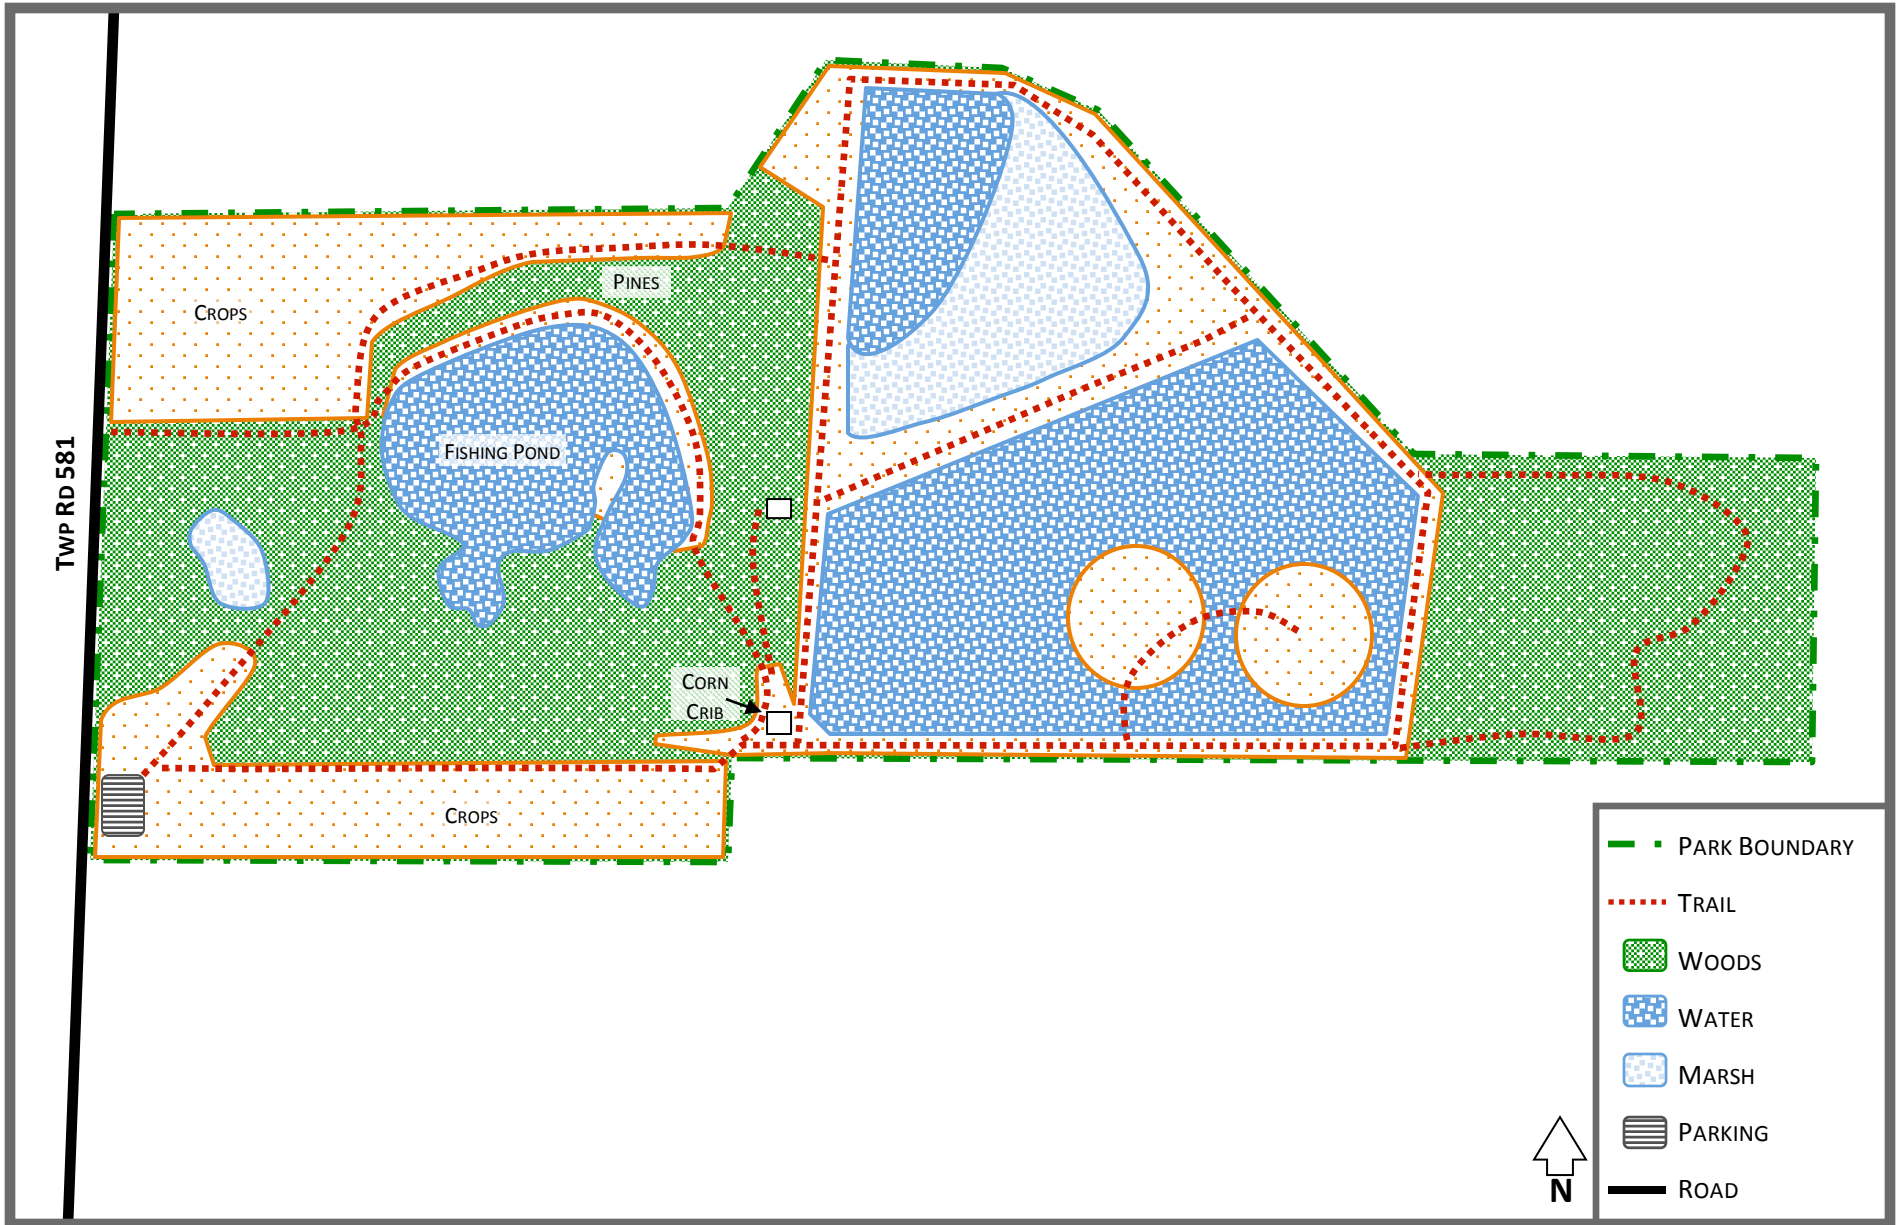 PINES
CROPS
FISHING POND
TWP RD 581
CORN
CRIB
CROPS
PARK BOUNDARY
TRAIL
WOODS
WATER
MARSH
PARKING
ROAD
N